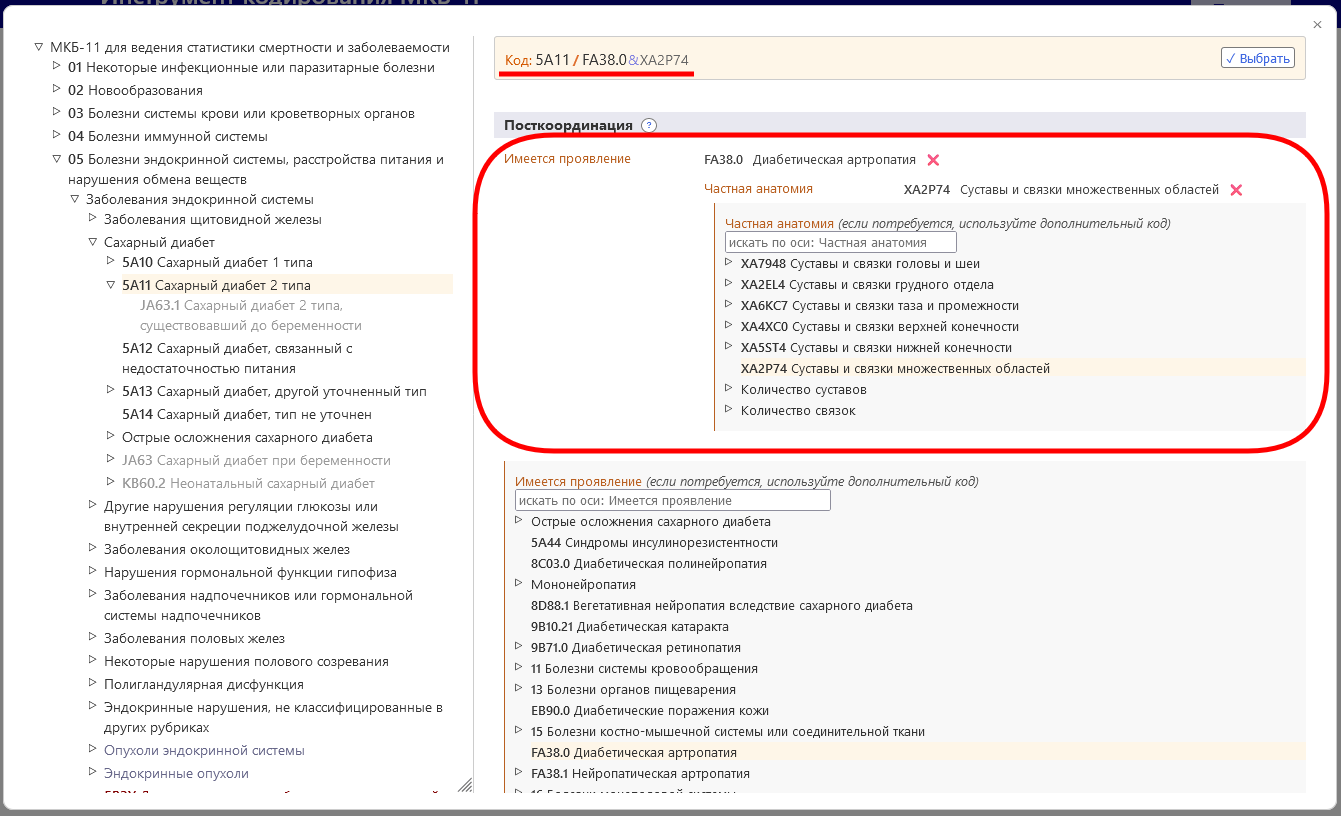 Инструмент кодирования МКБ-11
×
▽ МКБ-11 для ведения статистики смертности и заболеваемости
▷ 01 Некоторые инфекционные или паразитарные болезни
▷ 02 Новообразования
▷ 03 Болезни системы крови или кроветворных органов
▷ 04 Болезни иммунной системы
▽ 05 Болезни эндокринной системы, расстройства питания и
нарушения обмена веществ
▽ Заболевания эндокринной системы
▷ Заболевания щитовидной железы
▽ Сахарный диабет
▷ 5A10 Сахарный диабет 1 типа
▽ 5A11 Сахарный диабет 2 типа
JA63.1 Сахарный диабет 2 типа,
существовавший до беременности
5A12 Сахарный диабет, связанный с
недостаточностью питания
▷ 5A13 Сахарный диабет, другой уточненный тип
5A14 Сахарный диабет, тип не уточнен
▷ Острые осложнения сахарного диабета
▷ JA63 Сахарный диабет при беременности
▷ KB60.2 Неонатальный сахарный диабет
▷ Другие нарушения регуляции глюкозы или
внутренней секреции поджелудочной железы
▷ Заболевания околощитовидных желез
▷ Нарушения гормональной функции гипофиза
▷ Заболевания надпочечников или гормональной
системы надпочечников
▷ Заболевания половых желез
▷ Некоторые нарушения полового созревания
▷ Полигландулярная дисфункция
▷ Эндокринные нарушения, не классифицированные в
других рубриках
▷ Опухоли эндокринной системы
▷ Эндокринные опухоли
Код: 5A11 / FA38.0&XA2P74
✓ Выбрать
Посткоординация ?
Имеется проявление FA38.0 Диабетическая артропатия ×
Частная анатомия XA2P74 Суставы и связки множественных областей ×
Частная анатомия (если потребуется, используйте дополнительный код)
искать по оси: Частная анатомия
▷ XA7948 Суставы и связки головы и шеи
▷ XA2EL4 Суставы и связки грудного отдела
▷ XA6KC7 Суставы и связки таза и промежности
▷ XA4XC0 Суставы и связки верхней конечности
▷ XA5ST4 Суставы и связки нижней конечности
XA2P74 Суставы и связки множественных областей
▷ Количество суставов
▷ Количество связок
Имеется проявление (если потребуется, используйте дополнительный код)
искать по оси: Имеется проявление
▷ Острые осложнения сахарного диабета
5A44 Синдромы инсулинорезистентности
8C03.0 Диабетическая полинейропатия
▷ Мононейропатия
8D88.1 Вегетативная нейропатия вследствие сахарного диабета
9B10.21 Диабетическая катаракта
▷ 9B71.0 Диабетическая ретинопатия
▷ 11 Болезни системы кровообращения
▷ 13 Болезни органов пищеварения
EB90.0 Диабетические поражения кожи
▷ 15 Болезни костно-мышечной системы или соединительной ткани
FA38.0 Диабетическая артропатия
▷ FA38.1 Нейропатическая артропатия
▷ 16 Болезни мочеполовой системы